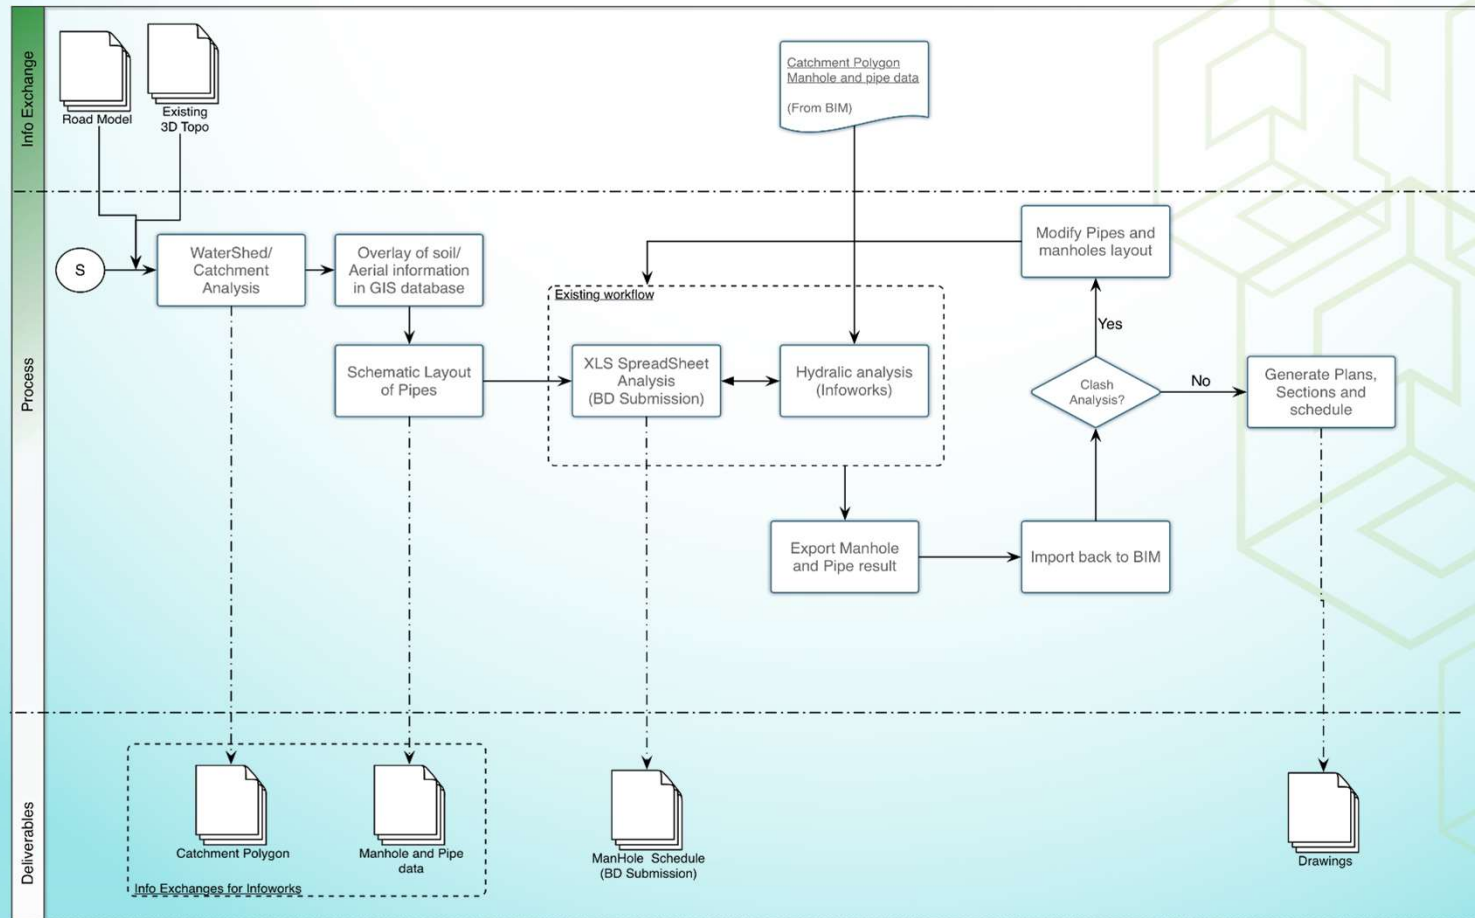 Info Exchange
Road Model
Existing
3D Topo
Catchment Polygon
Manhole and pipe data
(From BIM)
Process
S
WaterShed/
Catchment
Analysis
Overlay of soil/
Aerial information
in GIS database
Schematic Layout
of Pipes
Existing workflow
XLS SpreadSheet
Analysis
(BD Submission)
Hydralic analysis
(Infoworks)
Modify Pipes and
manholes layout
Yes
Clash
Analysis?
No
Generate Plans,
Sections and
schedule
Export Manhole
and Pipe result
Import back to BIM
Deliverables
Catchment Polygon
Manhole and Pipe
data
Info Exchanges for Infoworks
ManHole Schedule
(BD Submission)
Drawings